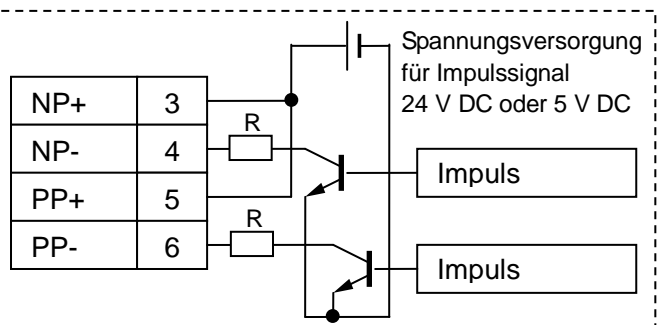 Spannungsversorgung
für Impulssignal
24 V DC oder 5 V DC
NP+ 3
R
NP- 4
Impuls
PP+ 5
R
PP- 6
Impuls